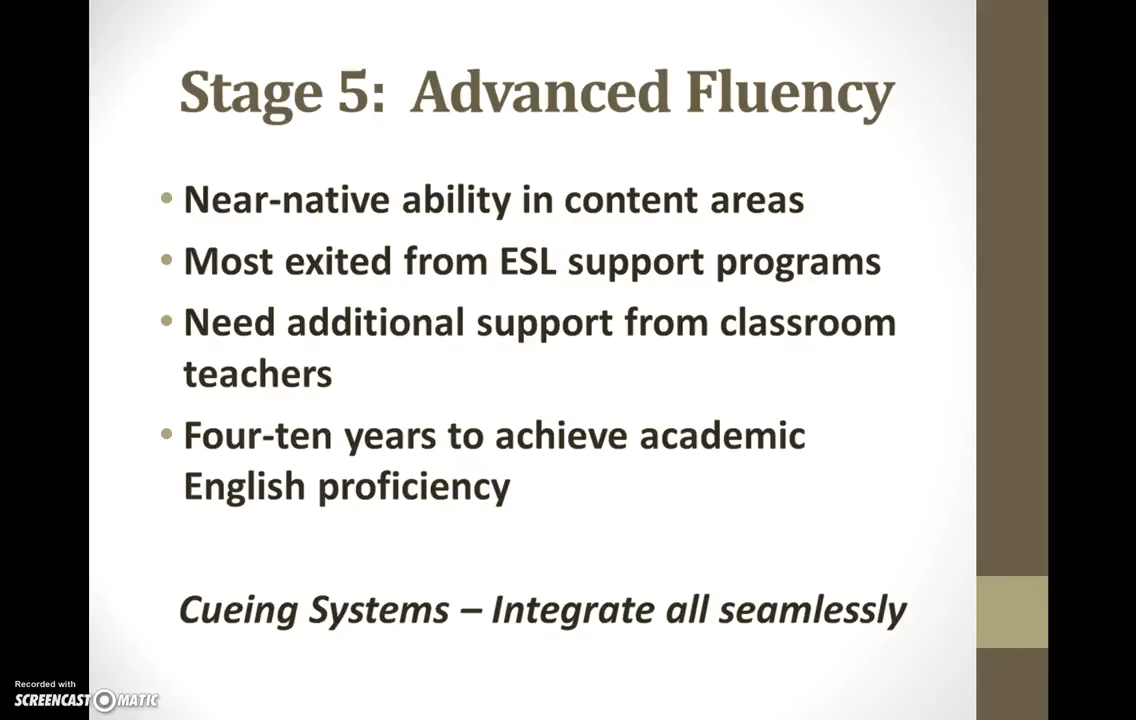 Stage 5: Advanced Fluency
• Near-native ability in content areas
• Most exited from ESL support programs
• Need additional support from classroom
teachers
• Four-ten years to achieve academic
English proficiency
Cueing Systems – Integrate all seamlessly
Recorded with
SCREENCAST MATIC